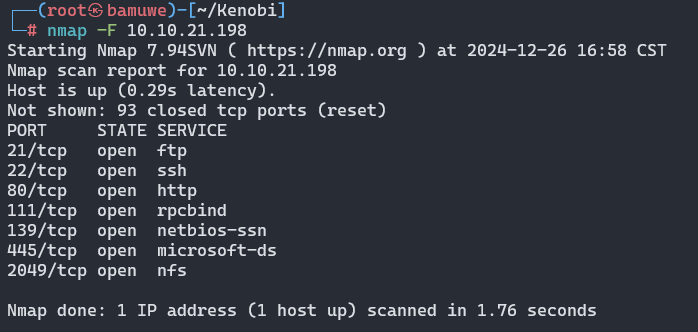 ┌──(root㉿bamuwe)-[~/Kenobi]
└─# nmap -F 10.10.21.198
Starting Nmap 7.94SVN ( https://nmap.org ) at 2024-12-26 16:58 CST
Nmap scan report for 10.10.21.198
Host is up (0.29s latency).
Not shown: 93 closed tcp ports (reset)
PORT     STATE SERVICE
21/tcp   open  ftp
22/tcp   open  ssh
80/tcp   open  http
111/tcp  open  rpcbind
139/tcp  open  netbios-ssn
445/tcp  open  microsoft-ds
2049/tcp open  nfs
Nmap done: 1 IP address (1 host up) scanned in 1.76 seconds